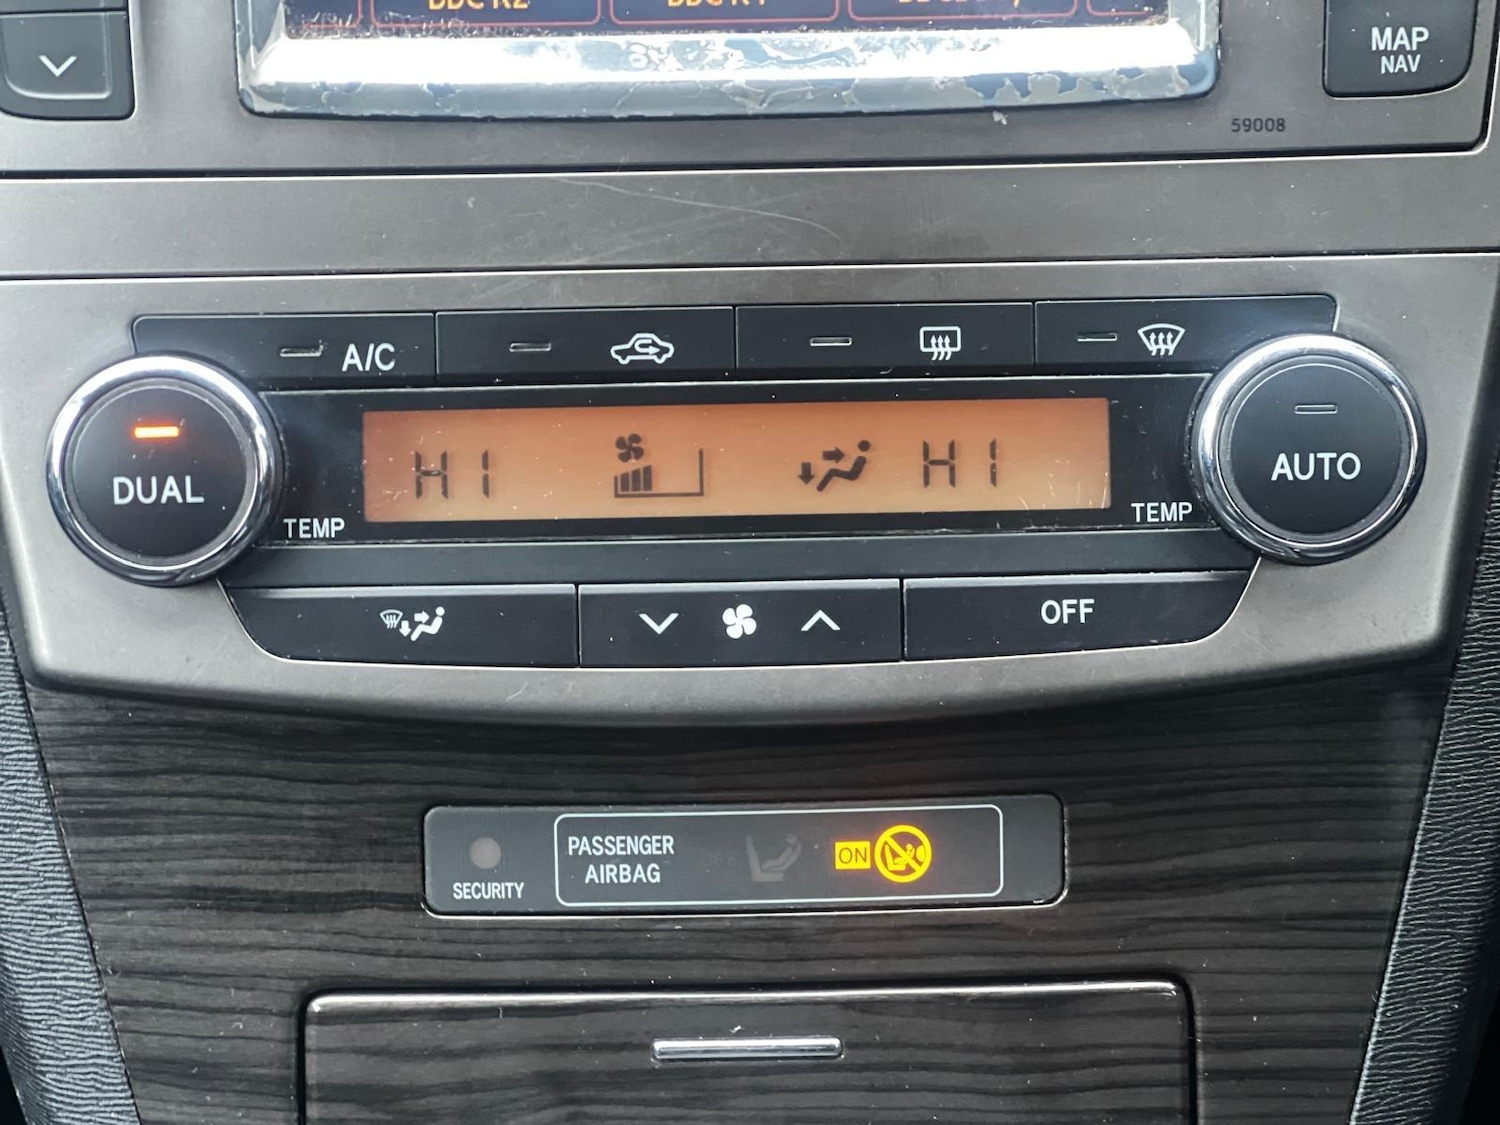 MAP
NAV
59008
A/C
DUAL
TEMP
HI
HI
TEMP
AUTO
OFF
SECURITY
PASSENGER
AIRBAG
ON